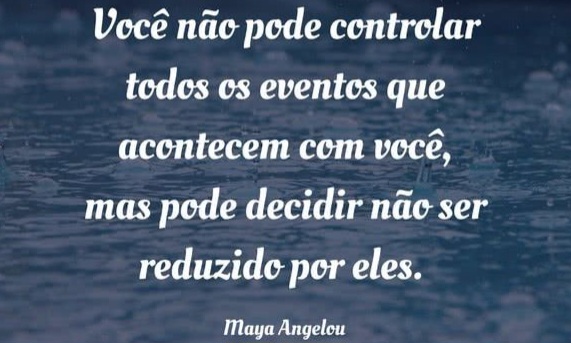 Você não pode controlar
todos os eventos que
acontecem com você,
mas pode decidir não ser
reduzido por eles.
Maya Angelou